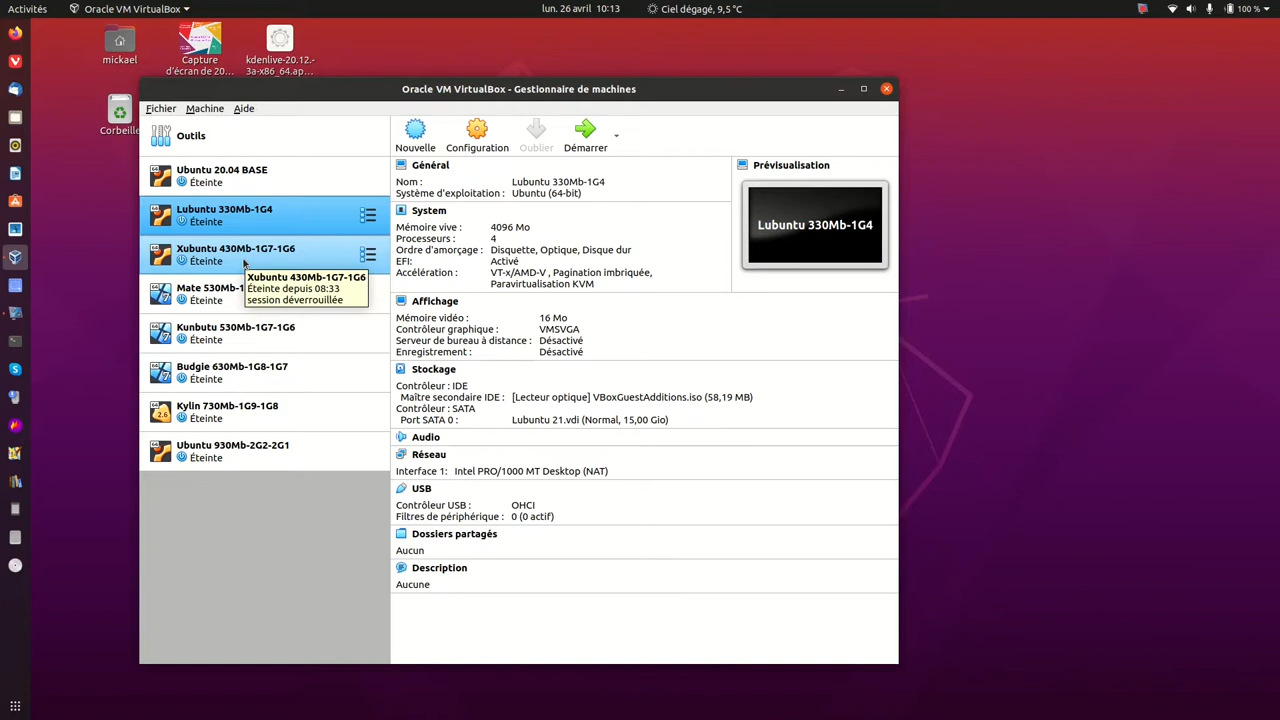 Activités
Oracle VM VirtualBox
lun. 26 avril 10:13
Ciel dégagé, 9,5 °C
100 %
mickael
Capture
d'écran de 20...
kdenlive-20.12.-
3a-x86_64.ap...
Corbeille
Oracle VM VirtualBox - Gestionnaire de machines
Fichier Machine Aide
Outils
Nouvelle Configuration Oublier Démarrer
Ubuntu 20.04 BASE
Éteinte
Lubuntu 330Mb-1G4
Éteinte
Xubuntu 430Mb-1G7-1G6
Éteinte
Xubuntu 430Mb-1G7-1G6
Éteinte depuis 08:33
session déverrouillée
Mate 530Mb-1
Éteinte
Kunbutu 530Mb-1G7-1G6
Éteinte
Budgie 630Mb-1G8-1G7
Éteinte
Kylin 730Mb-1G9-1G8
Éteinte
Ubuntu 930Mb-2G2-2G1
Éteinte
Général
Nom : Lubuntu 330Mb-1G4
Système d'exploitation : Ubuntu (64-bit)
System
Mémoire vive : 4096 Mo
Processeurs : 4
Ordre d'amorçage : Disquette, Optique, Disque dur
EFI: Activé
Accélération : VT-x/AMD-V , Pagination imbriquée,
Paravirtualisation KVM
Affichage
Mémoire vidéo : 16 Mo
Contrôleur graphique : VMSVGA
Serveur de bureau à distance : Désactivé
Enregistrement : Désactivé
Stockage
Contrôleur : IDE
Maître secondaire IDE : [Lecteur optique] VBoxGuestAdditions.iso (58,19 MB)
Contrôleur : SATA
Port SATA 0 : Lubuntu 21.vdi (Normal, 15,00 Gio)
Audio
Réseau
Interface 1: Intel PRO/1000 MT Desktop (NAT)
USB
Contrôleur USB : OHCI
Filtres de périphérique : 0 (0 actif)
Dossiers partagés
Aucun
Description
Aucune
Prévisualisation
Lubuntu 330Mb-1G4